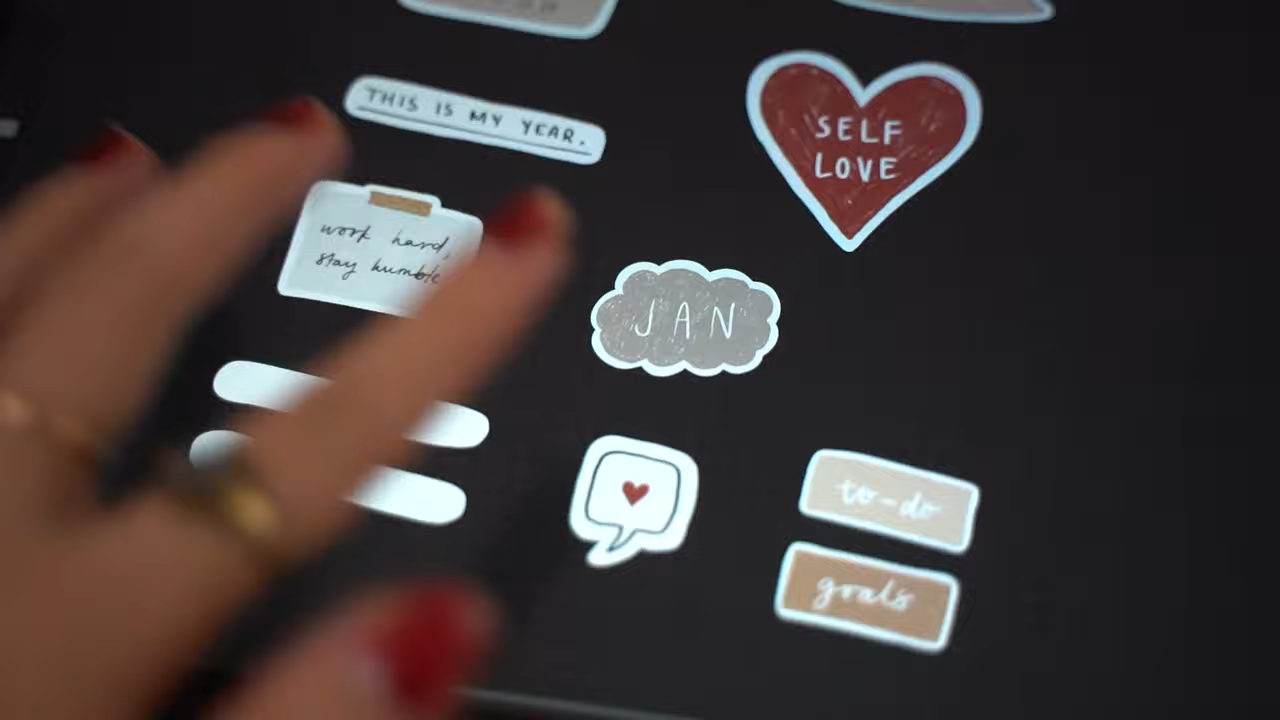 THIS IS MY YEAR.
SELF
LOVE
work hard,
stay humble
JAN
to-do
goals